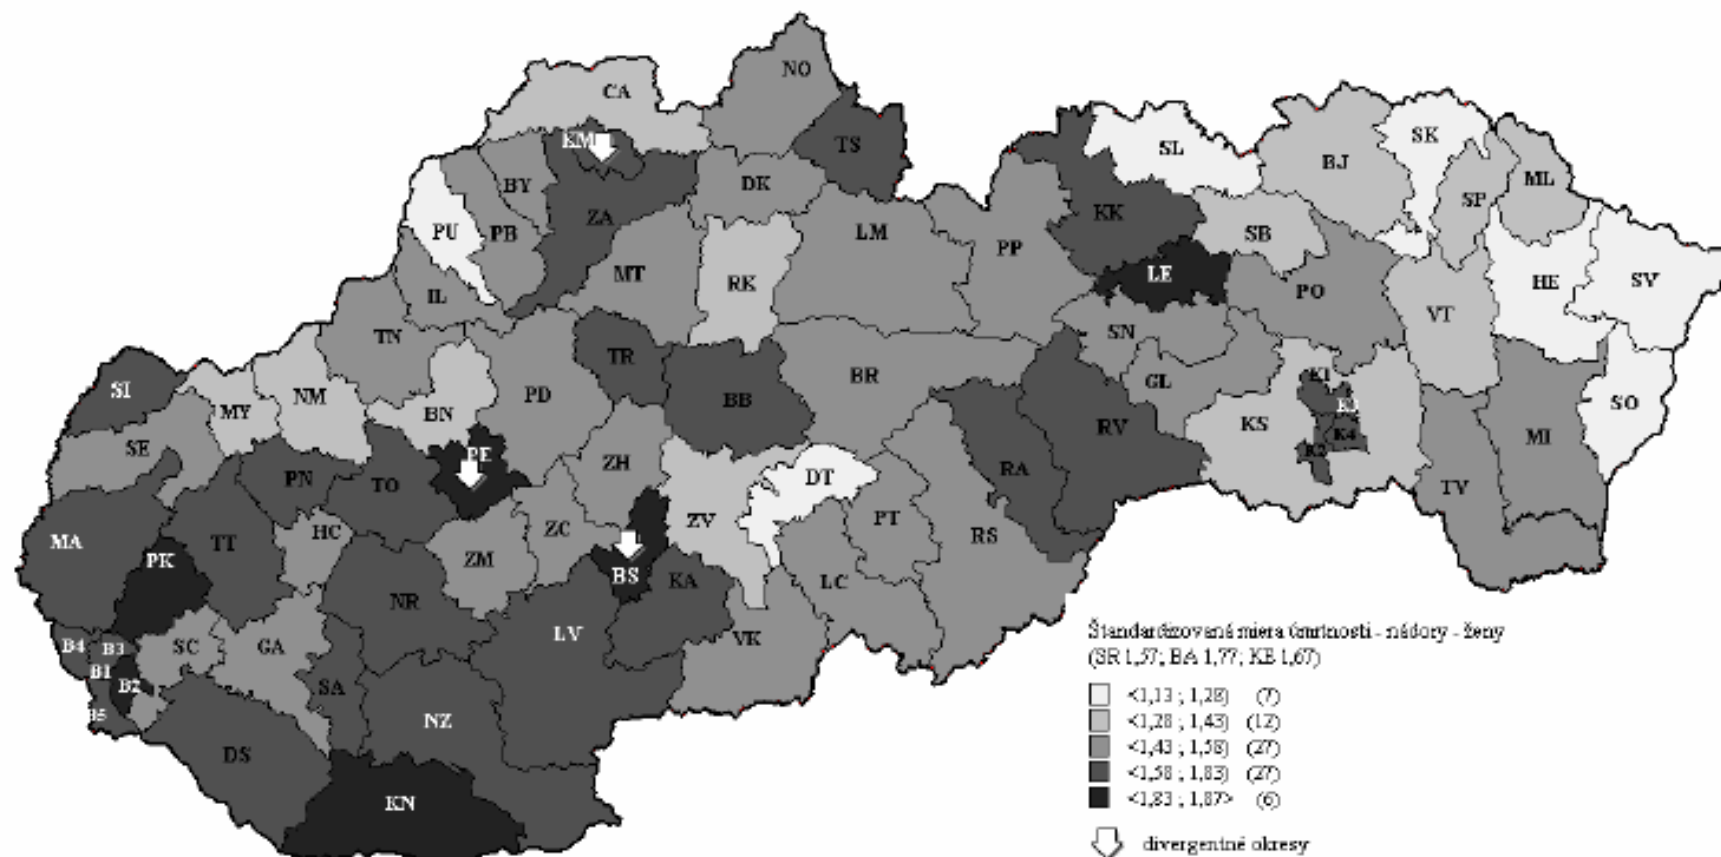 NO
CA
KM
TS
SL
SK
BJ
ML
SP
DK
BY
KK
ZA
PU
PB
LM
PP
SB
MT
RK
LE
PO
HE
SV
IL
VT
TN
SN
TR
BR
SI
NM
PD
GL
K1
BB
MY
BN
K3
SO
SE
KS
RV
K4
MI
PE
ZH
K2
PN
TO
DT
RA
TV
MA
TT
HC
ZC
ZV
PT
RS
PK
ZM
BS
KA
LC
NR
LV
VK
B4
B3
SC
GA
B1
B2
SA
B5
NZ
DS
KN
Štandardizovaná miera úmrtnosti - nádory - ženy
(SR 1,57; BA 1,77; KE 1,67)
<1,13 ; 1,28) (7)
<1,28 ; 1,43) (12)
<1,43 ; 1,58) (27)
<1,58 ; 1,83) (27)
<1,83 ; 1,87> (6)
divergentné okresy